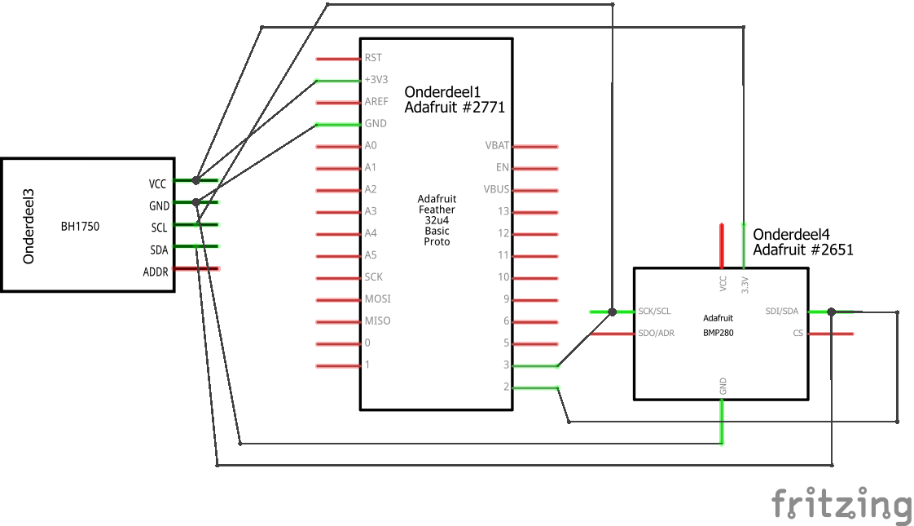 Onderdeel3
BH1750
VCC
GND
SCL
SDA
ADDR
Onderdeel1
Adafruit #2771
RST
+3V3
AREF
GND
A0
A1
A2
A3
A4
A5
SCK
MOSI
MISO
0
1
Adafruit
Feather
32u4
Basic
Proto
VBAT
EN
VBUS
13
12
11
10
9
6
5
3
2
Onderdeel4
Adafruit #2651
VCC
3.3V
SCK/SCL
SDO/ADR
Adafruit
BMP280
SDI/SDA
CS
GND
fritzing